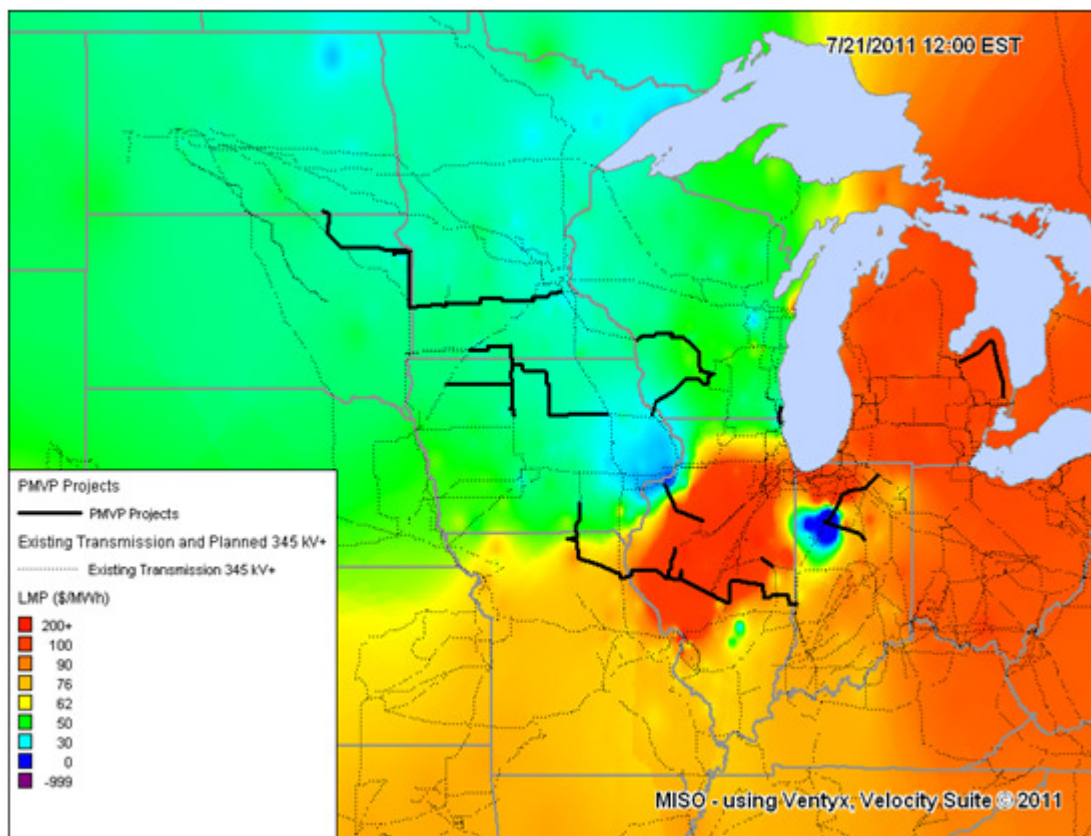 7/21/2011 12:00 EST
PMVP Projects
PMVP Projects
Existing Transmission and Planned 345 kV+
Existing Transmission 345 kV+
LMP ($/MWh)
200+
100
90
76
62
50
30
0
-999
MISO - using Ventyx, Velocity Suite © 2011